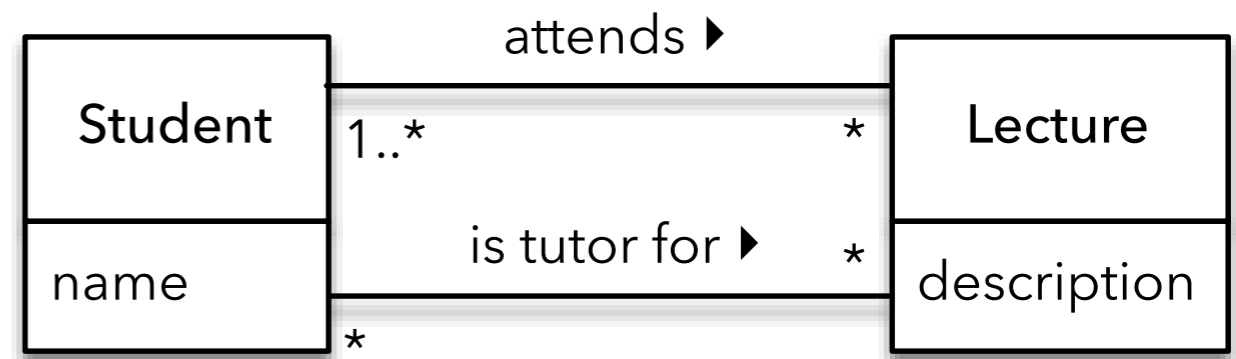 attends ▶
Student
1..*
*
Lecture
is tutor for ▶
*
name
description
*